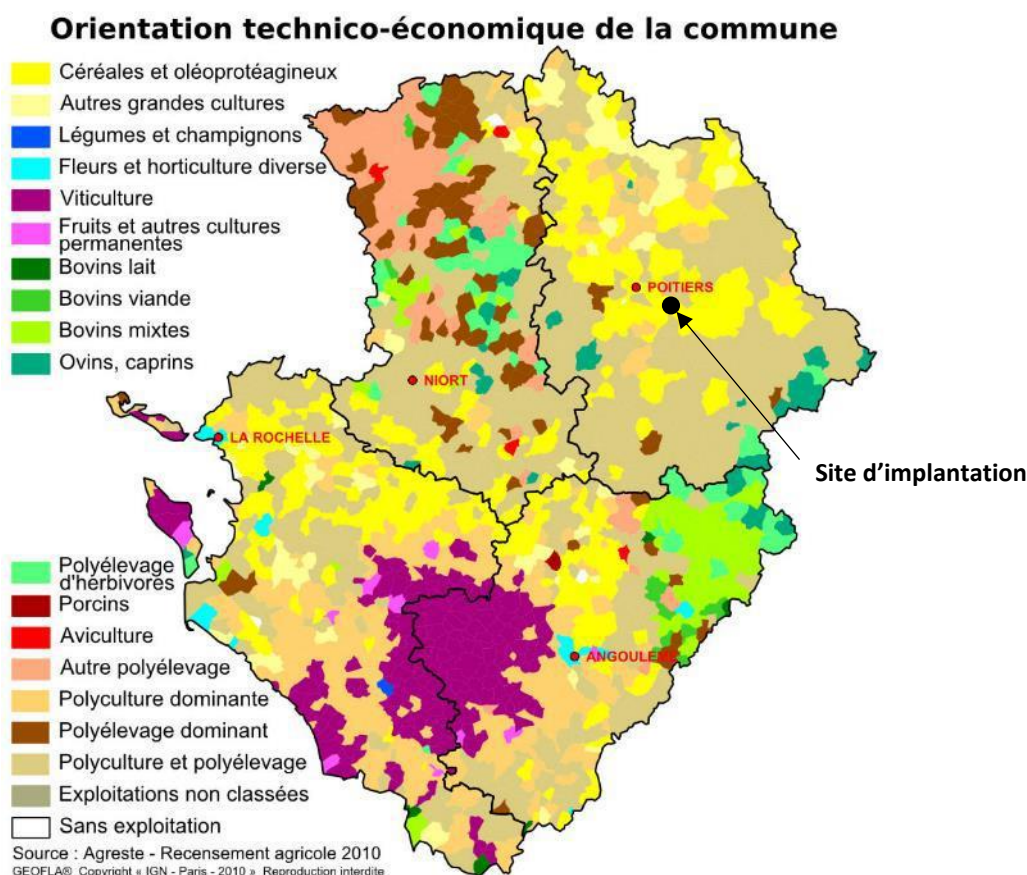 Orientation technico-économique de la commune
Céréales et oléoprotéagineux
Autres grandes cultures
Légumes et champignons
Fleurs et horticulture diverse
Viticulture
Fruits et autres cultures
permanentes
Bovins lait
Bovins viande
Bovins mixtes
Ovins, caprins
POITIERS
NIORT
LA ROCHELLE
Site d'implantation
Polyélevage
d'herbivores
Porcins
Aviculture
Autre polyélevage
ANGOULEME
Polyculture dominante
Polyélevage dominant
Polyculture et polyélevage
Exploitations non classées
Sans exploitation
Source : Agreste - Recensement agricole 2010
GEOFLA® Copyright « IGN - Paris - 2010 » Reproduction interdite